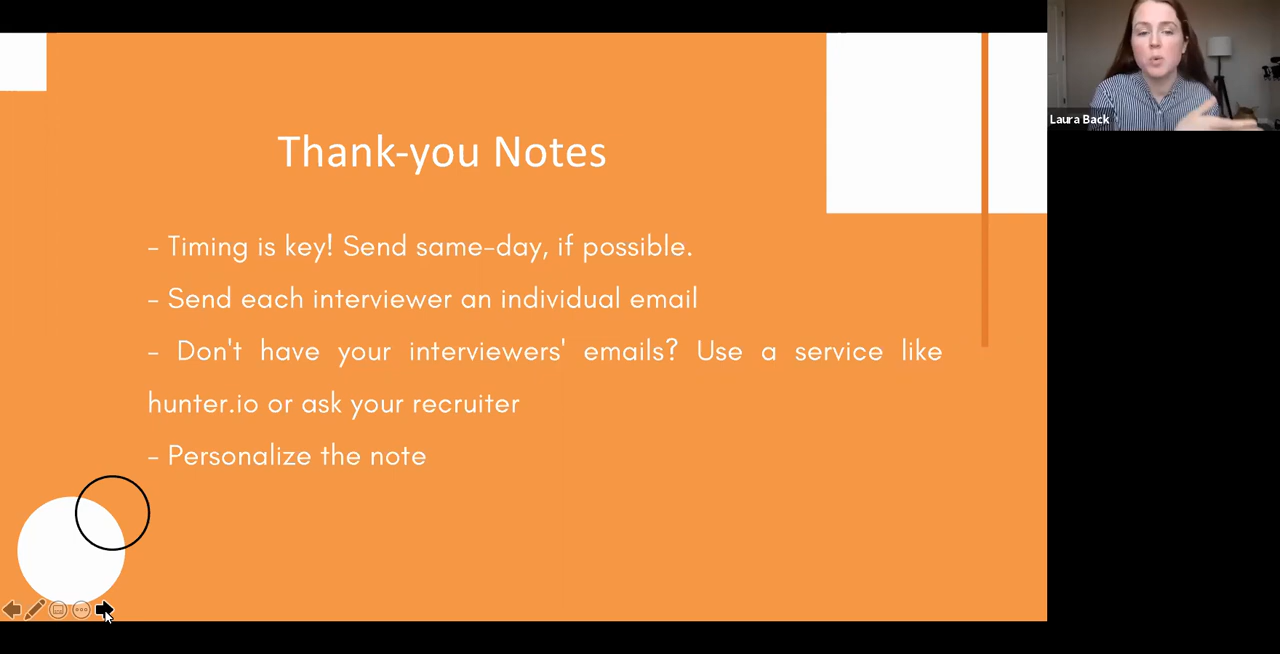 Thank-you Notes
- Timing is key! Send same-day, if possible.
- Send each interviewer an individual email
- Don't have your interviewers' emails? Use a service like
hunter.io or ask your recruiter
- Personalize the note
Laura Back